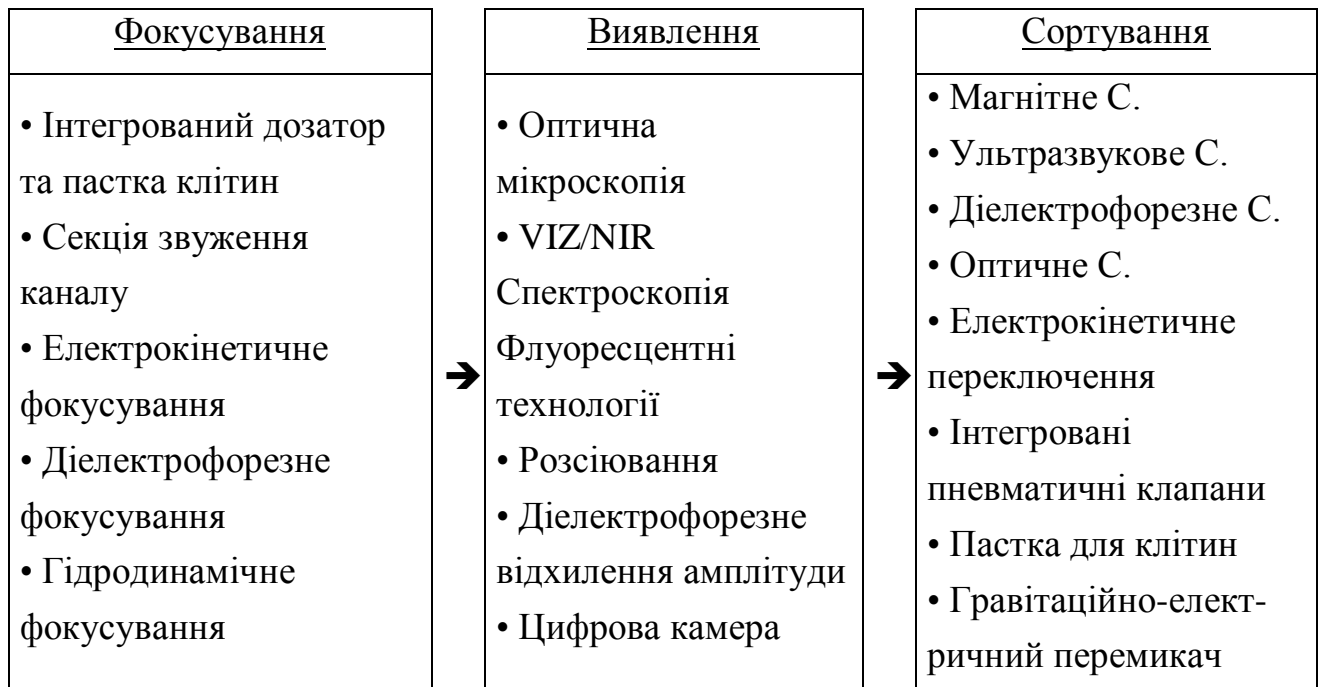 Фокусування
• Інтегрований дозатор
та пастка клітин
• Секція звуження
каналу
• Електрокінетичне
фокусування
• Діелектрофорезне
фокусування
• Гідродинамічне
фокусування
➔
Виявлення
• Оптична
мікроскопія
• VIZ/NIR
Спектроскопія
Флуоресцентні
технології
• Розсіювання
• Діелектрофорезне
відхилення амплітуди
• Цифрова камера
➔
Сортування
• Магнітне С.
• Ультразвукове С.
• Діелектрофорезне С.
• Оптичне С.
• Електрокінетичне
переключення
• Інтегровані
пневматичні клапани
• Пастка для клітин
• Гравітаційно-елект-
ричний перемикач